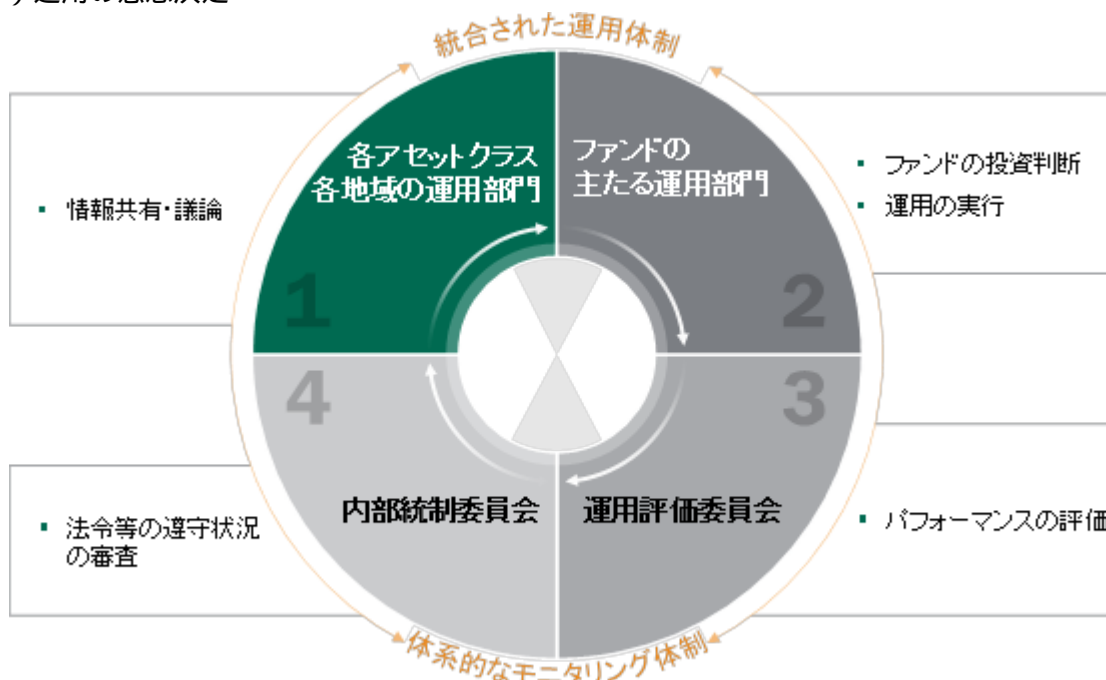 統合された運用体制
各アセットクラス
各地域の運用部門
ファンドの
主たる運用部門
▪ 情報共有・議論
▪ ファンドの投資判断
▪ 運用の実行
1
2
4
3
内部統制委員会
運用評価委員会
▪ 法令等の遵守状況
の審査
▪ パフォーマンスの評価
体系的なモニタリング体制